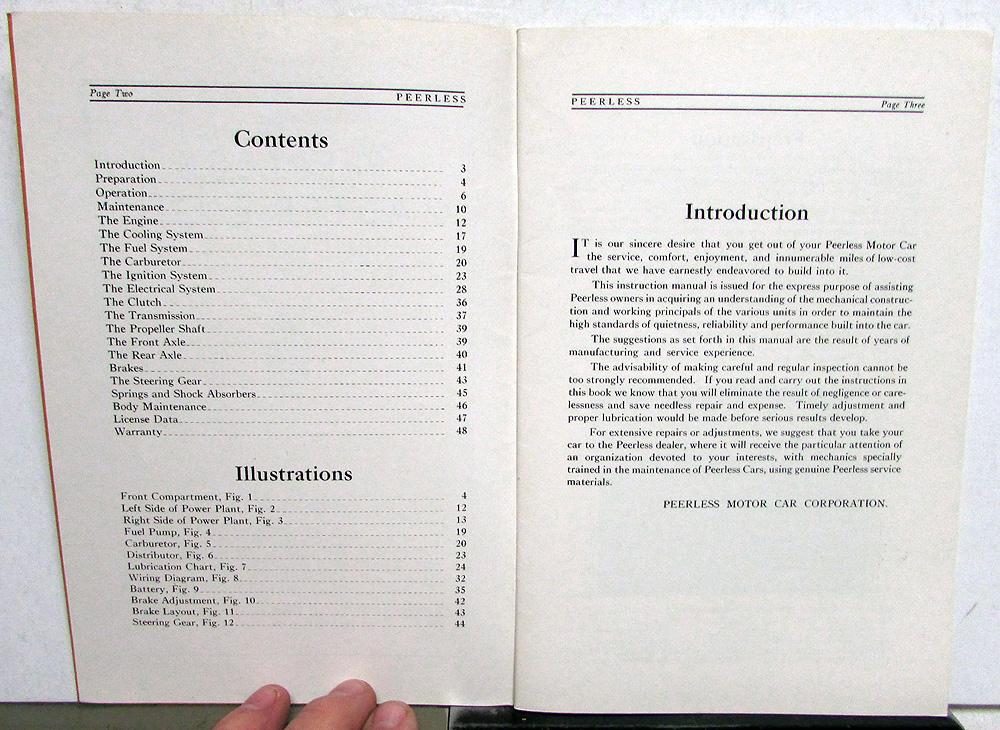 Page Two PEERLESS
Contents
Introduction 3
Preparation 4
Operation 6
Maintenance 10
The Engine 12
The Cooling System 17
The Fuel System 19
The Carburetor 20
The Ignition System 23
The Electrical System 28
The Clutch 36
The Transmission 37
The Propeller Shaft 39
The Front Axle 39
The Rear Axle 40
Brakes 41
The Steering Gear 43
Springs and Shock Absorbers 45
Body Maintenance 46
License Data 47
Warranty 48
Illustrations
Front Compartment, Fig. 1 4
Left Side of Power Plant, Fig. 2 12
Right Side of Power Plant, Fig. 3 13
Fuel Pump, Fig. 4 19
Carburetor, Fig. 5 20
Distributor, Fig. 6 23
Lubrication Chart, Fig. 7 24
Wiring Diagram, Fig. 8 32
Battery, Fig. 9 35
Brake Adjustment, Fig. 10 42
Brake Layout, Fig. 11 43
Steering Gear, Fig. 12 44
PEERLESS Page Three
Introduction
IT is our sincere desire that you get out of your Peerless Motor Car
the service, comfort, enjoyment, and innumerable miles of low-cost
travel that we have earnestly endeavored to build into it.
This instruction manual is issued for the express purpose of assisting
Peerless owners in acquiring an understanding of the mechanical construc-
tion and working principals of the various units in order to maintain the
high standards of quietness, reliability and performance built into the car.
The suggestions as set forth in this manual are the result of years of
manufacturing and service experience.
The advisability of making careful and regular inspection cannot be
too strongly recommended. If you read and carry out the instructions in
this book we know that you will eliminate the result of negligence or care-
lessness and save needless repair and expense. Timely adjustment and
proper lubrication would be made before serious results develop.
For extensive repairs or adjustments, we suggest that you take your
car to the Peerless dealer, where it will receive the particular attention of
an organization devoted to your interests, with mechanics specially
trained in the maintenance of Peerless Cars, using genuine Peerless service
materials.
PEERLESS MOTOR CAR CORPORATION.